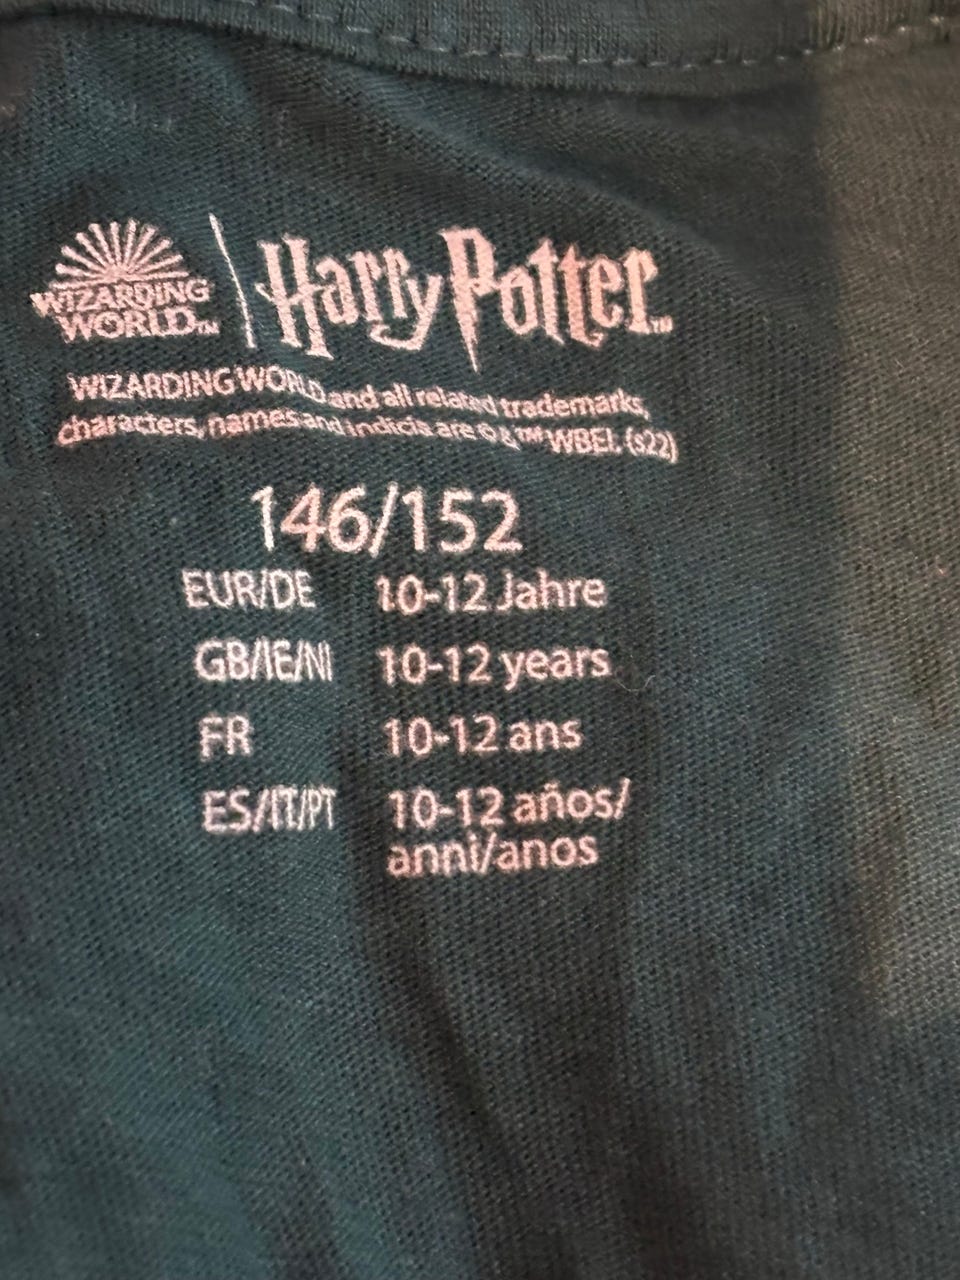 WIZARDING
WORLD™
Harry Potter™
WIZARDING WORLD and all related trademarks,
characters, names and indicia are © & ™ WBEI. (s22)
146/152
EUR/DE 10-12 Jahre
GB/IE/NI 10-12 years
FR 10-12 ans
ES/IT/PT 10-12 años/
anni/anos